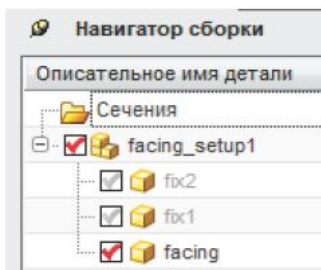 Навигатор сборки
Описательное имя детали
Сечения
facing_setup1
fix2
fix1
facing